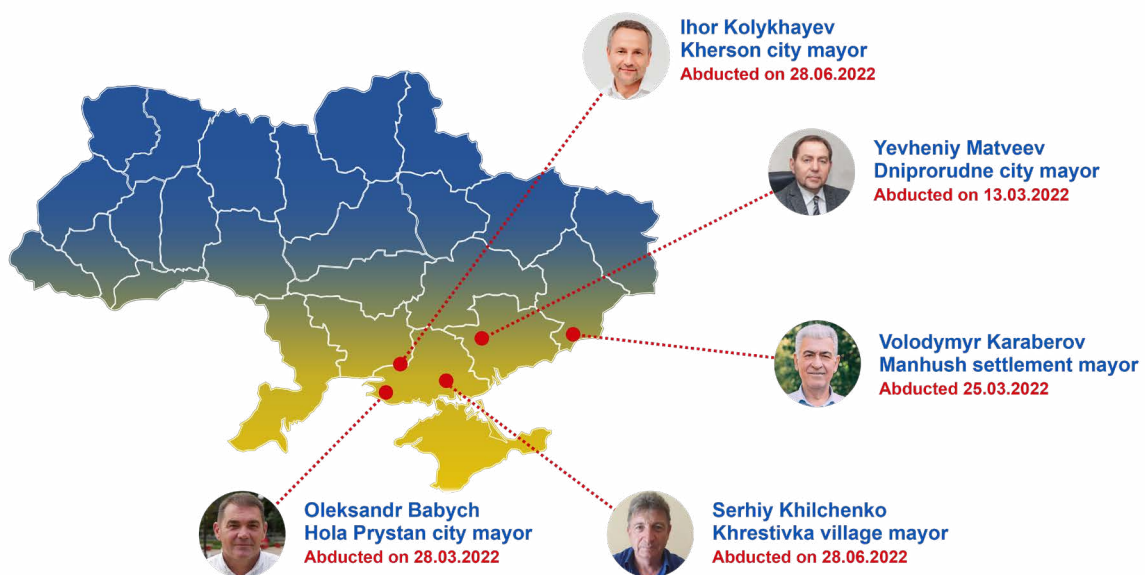 Ihor Kolykhayev
Kherson city mayor
Abducted on 28.06.2022
Yevheniy Matveev
Dniprorudne city mayor
Abducted on 13.03.2022
Volodymyr Karaberov
Manhush settlement mayor
Abducted 25.03.2022
Oleksandr Babych
Hola Prystan city mayor
Abducted on 28.03.2022
Serhiy Khilchenko
Khrestivka village mayor
Abducted on 28.06.2022